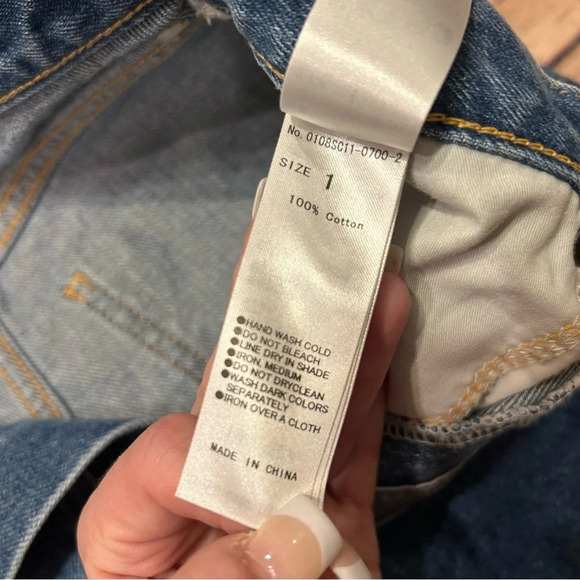 No. 0108SC11-0700-2
SIZE 1
100% Cotton
●HAND WASH COLD
●DO NOT BLEACH
●LINE DRY IN SHADE
●IRON, MEDIUM
●DO NOT DRYCLEAN
●WASH DARK COLORS
SEPARATELY
●IRON OVER A CLOTH
MADE IN CHINA